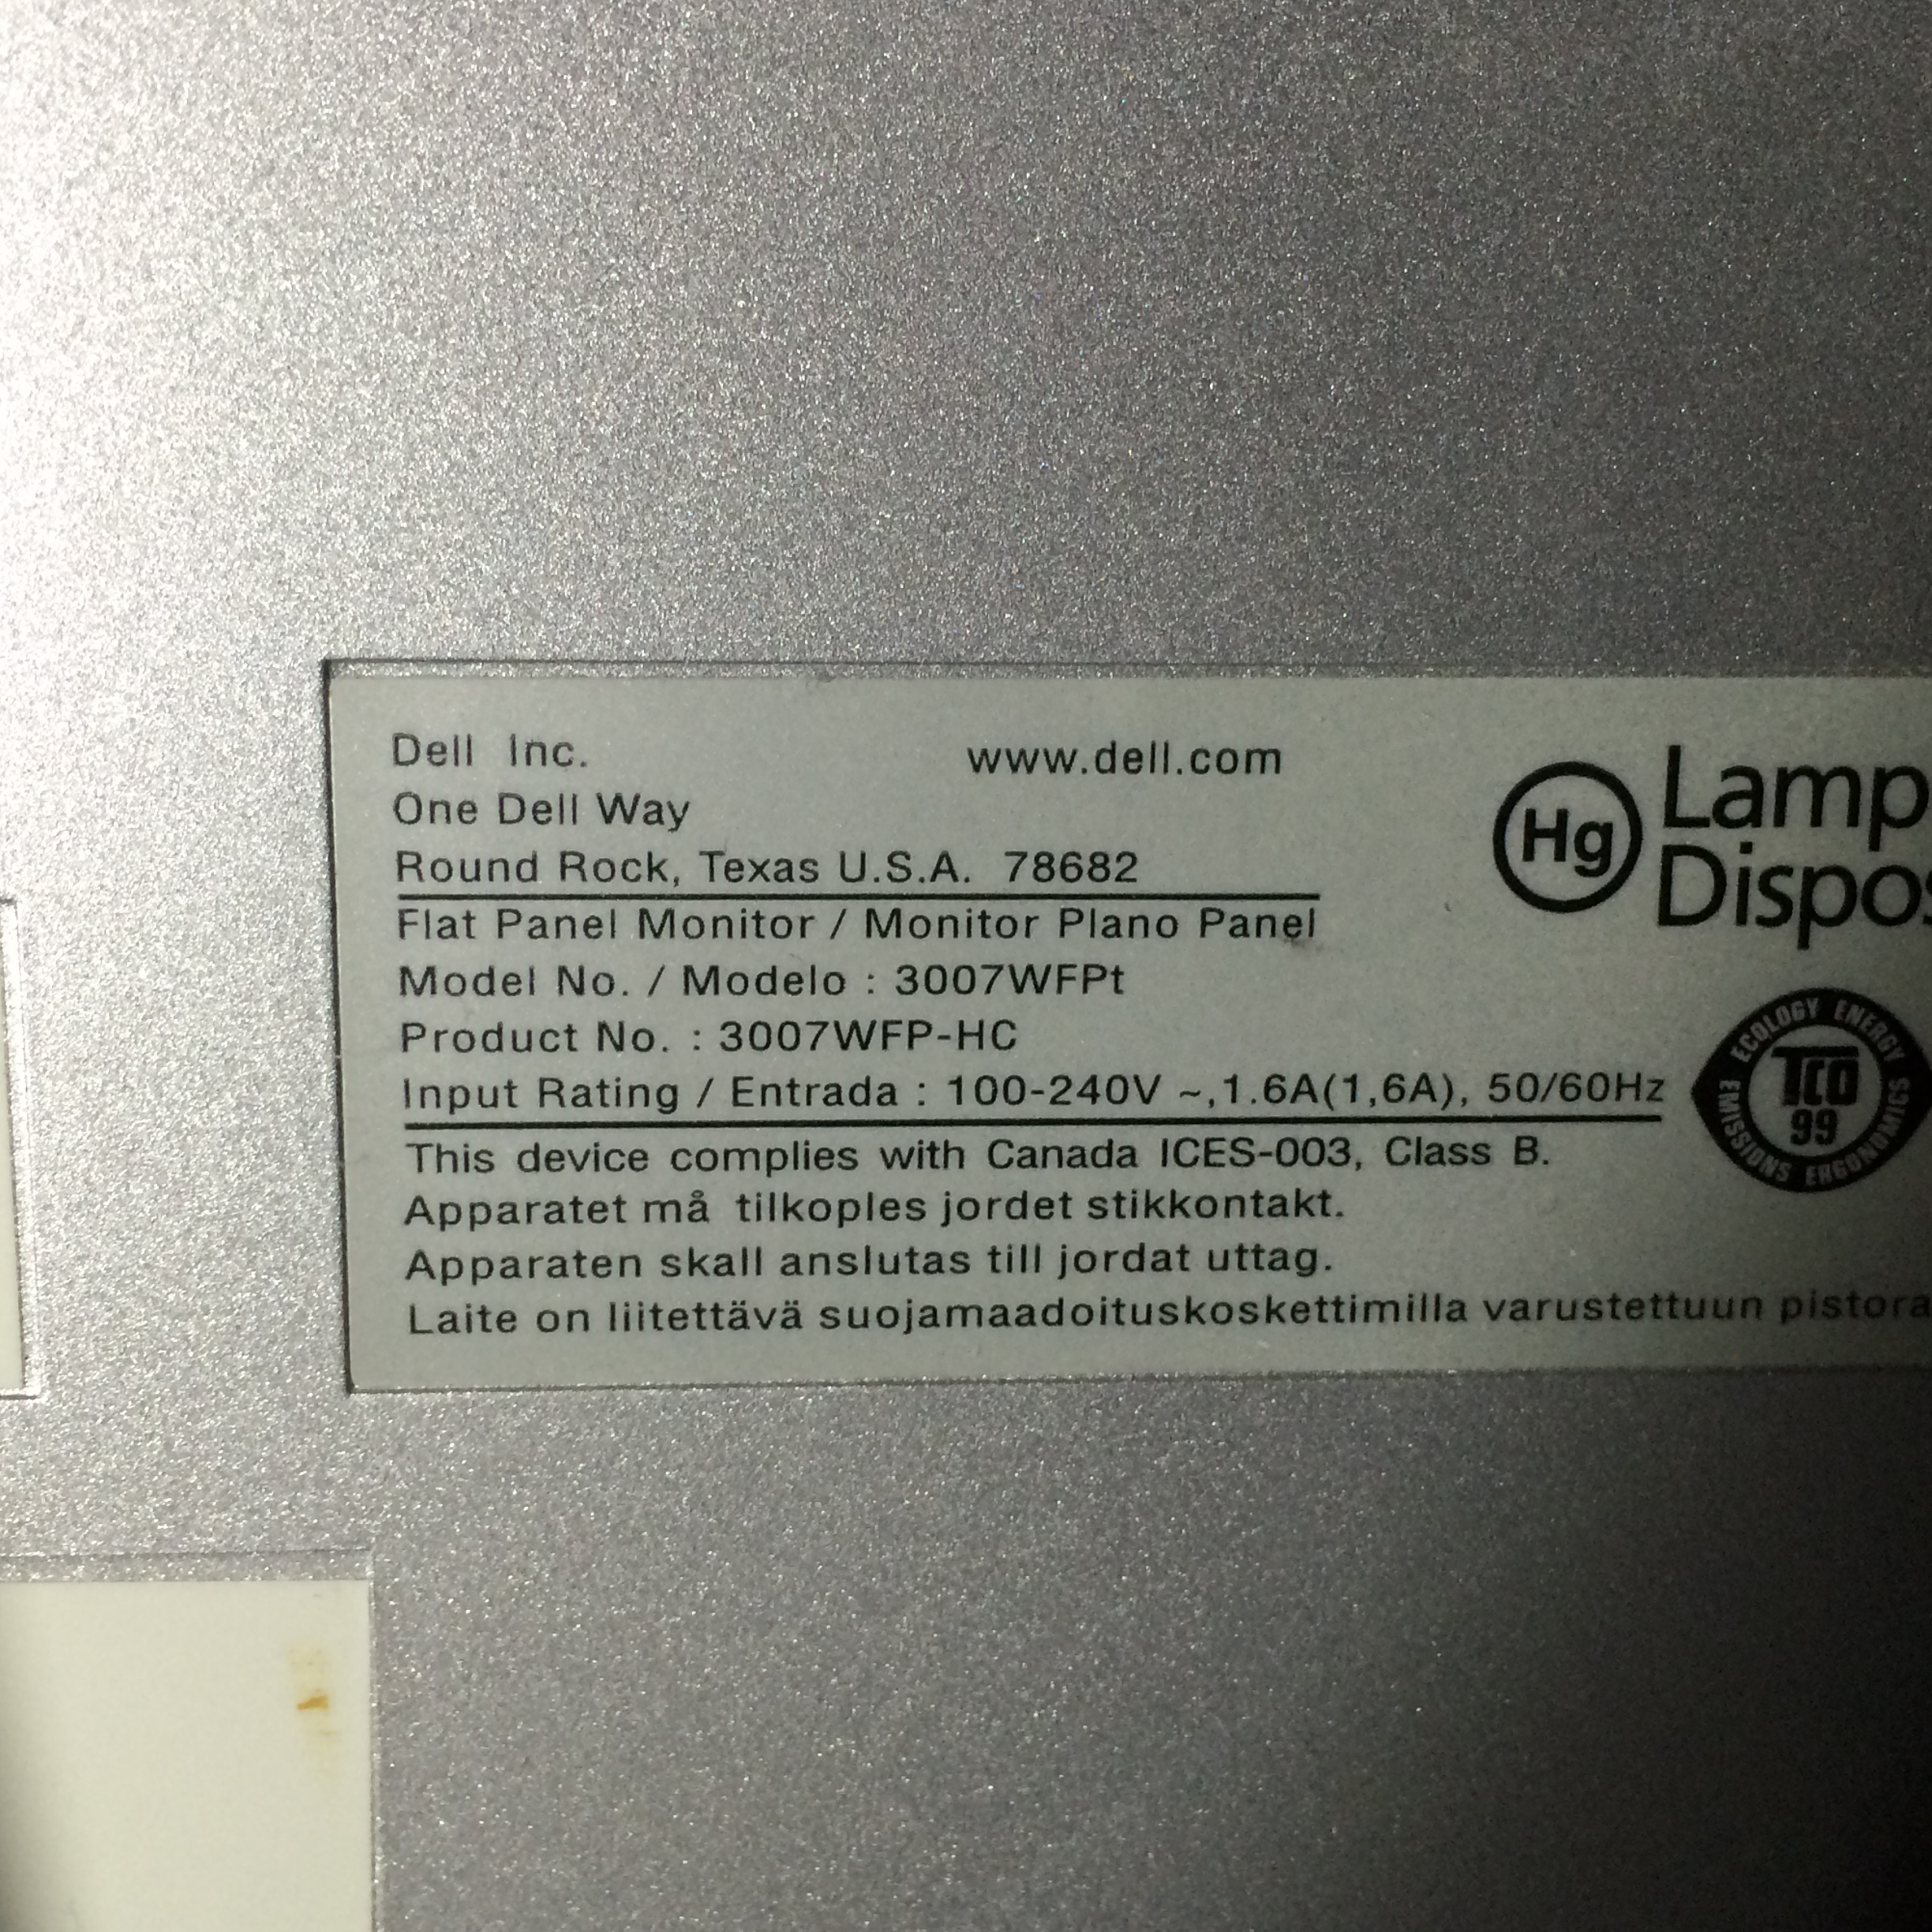 Dell Inc. www.dell.com
One Dell Way
Round Rock, Texas U.S.A. 78682
Flat Panel Monitor / Monitor Plano Panel
Model No. / Modelo : 3007WFPt
Product No. : 3007WFP-HC
Input Rating / Entrada : 100-240V ~,1.6A(1,6A), 50/60Hz
This device complies with Canada ICES-003, Class B.
Apparatet må tilkoples jordet stikkontakt.
Apparaten skall anslutas till jordat uttag.
Laite on liitettävä suojamaadoituskoskettimilla varustettuun
Hg
Lamp
ECOLOGY ENERGY
EMISSIONS ERGONOMICS
TCO
99